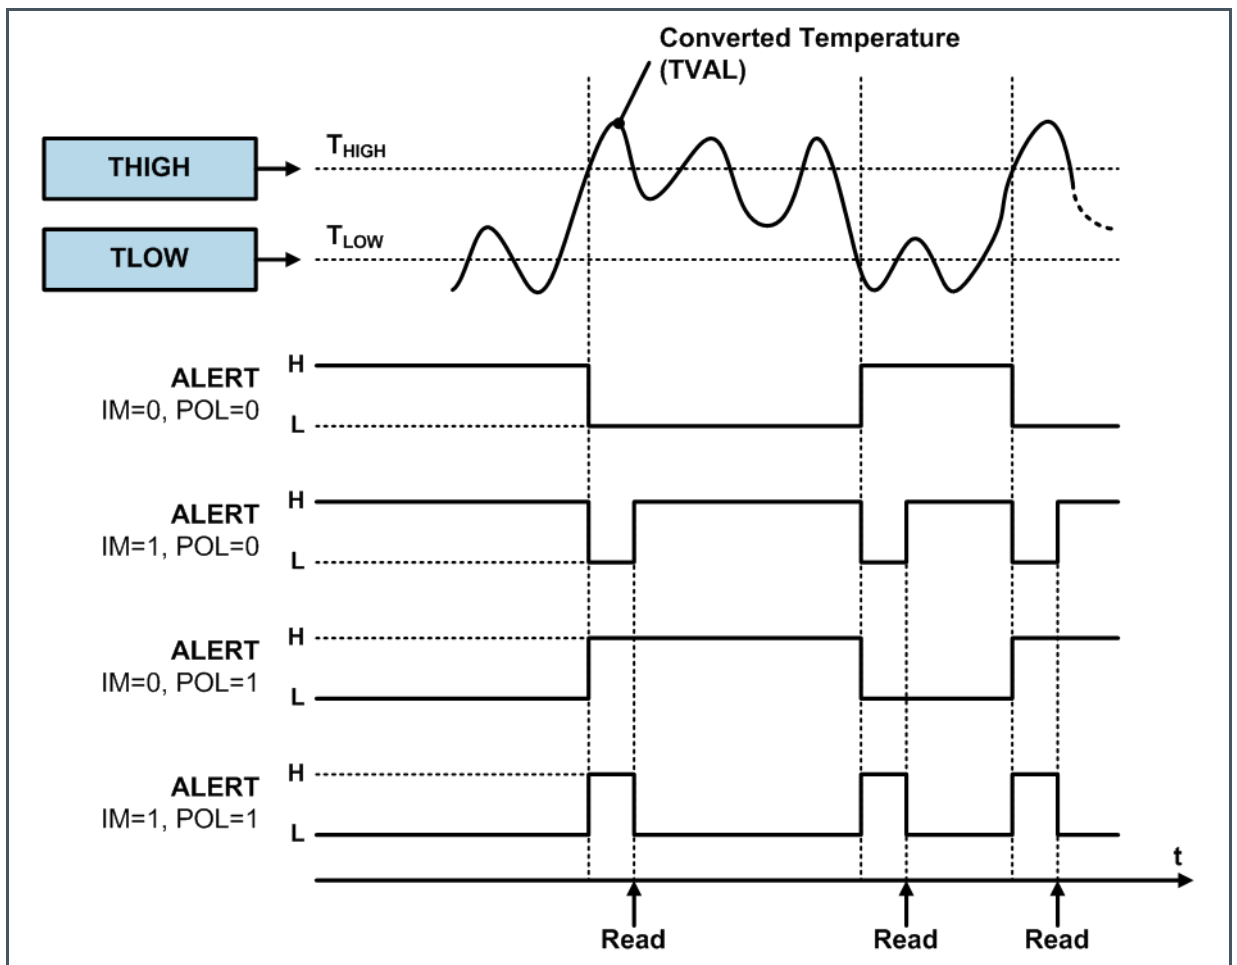 Converted Temperature
(TVAL)
THIGH
THIGH
TLOW
TLOW
ALERT
IM=0, POL=0
H
L
ALERT
IM=1, POL=0
H
L
ALERT
IM=0, POL=1
H
L
ALERT
IM=1, POL=1
H
L
t
Read
Read
Read